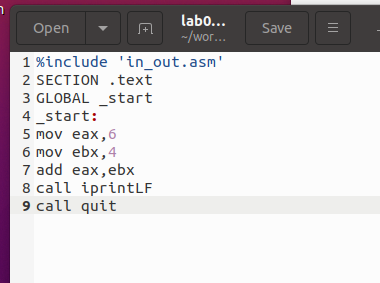 n
Open lab0... Save
~/wor...
1 %include 'in_out.asm'
2 SECTION .text
3 GLOBAL _start
4 _start:
5 mov eax,6
6 mov ebx,4
7 add eax,ebx
8 call iprintLF
9 call quit